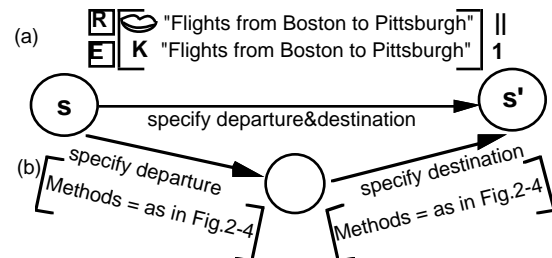 (a) R "Flights from Boston to Pittsburgh" ||
E K "Flights from Boston to Pittsburgh" 1
s s'
specify departure&destination
(b) specify departure specify destination
Methods = as in Fig.2-4 Methods = as in Fig.2-4